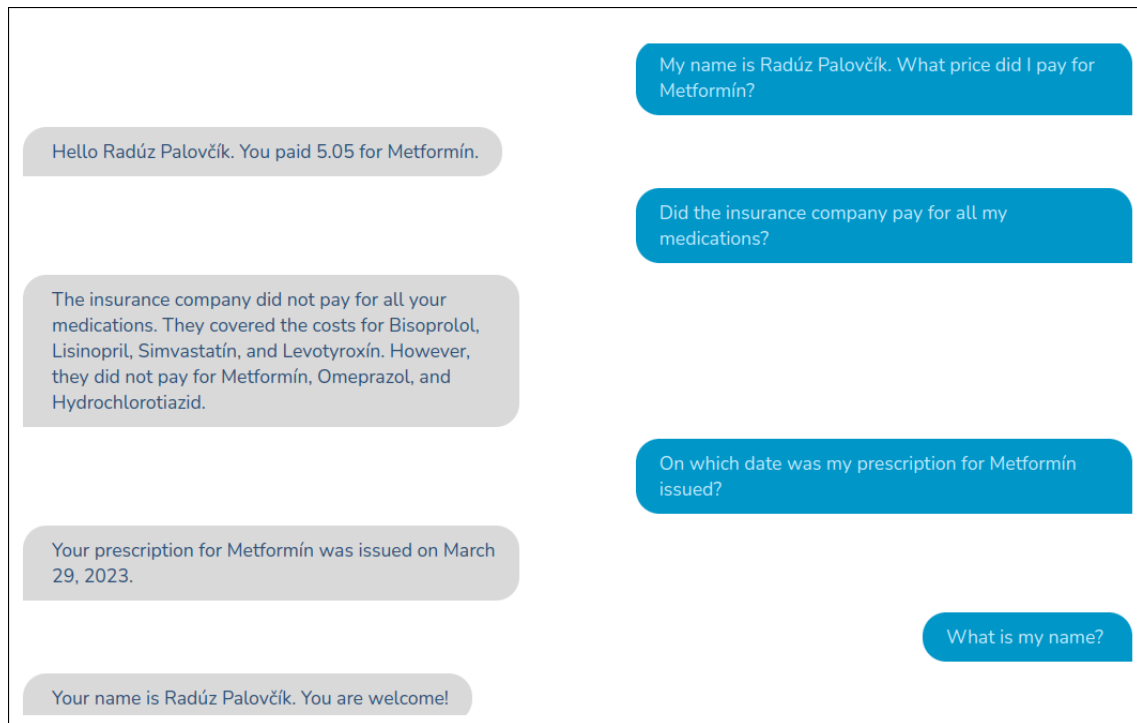 My name is Radúz Palovčík. What price did I pay for
Metformín?
Hello Radúz Palovčík. You paid 5.05 for Metformín.
Did the insurance company pay for all my
medications?
The insurance company did not pay for all your
medications. They covered the costs for Bisoprolol,
Lisinopril, Simvastatín, and Levotyroxín. However,
they did not pay for Metformín, Omeprazol, and
Hydrochlorotiazid.
On which date was my prescription for Metformín
issued?
Your prescription for Metformín was issued on March
29, 2023.
What is my name?
Your name is Radúz Palovčík. You are welcome!